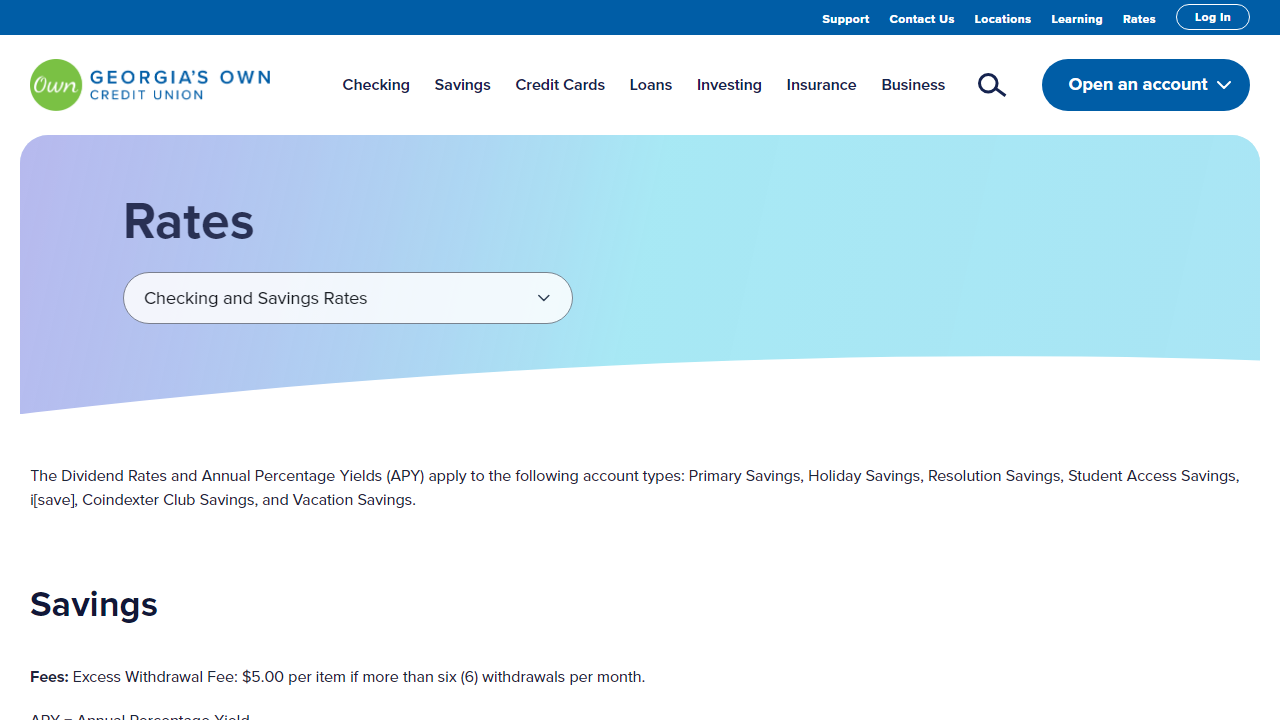 Support Contact Us Locations Learning Rates Log In
Own GEORGIA'S OWN
CREDIT UNION
Checking Savings Credit Cards Loans Investing Insurance Business Open an account
Rates
Checking and Savings Rates
The Dividend Rates and Annual Percentage Yields (APY) apply to the following account types: Primary Savings, Holiday Savings, Resolution Savings, Student Access Savings,
i[save], Coindexter Club Savings, and Vacation Savings.
Savings
Fees: Excess Withdrawal Fee: $5.00 per item if more than six (6) withdrawals per month.
APY = Annual Percentage Yield